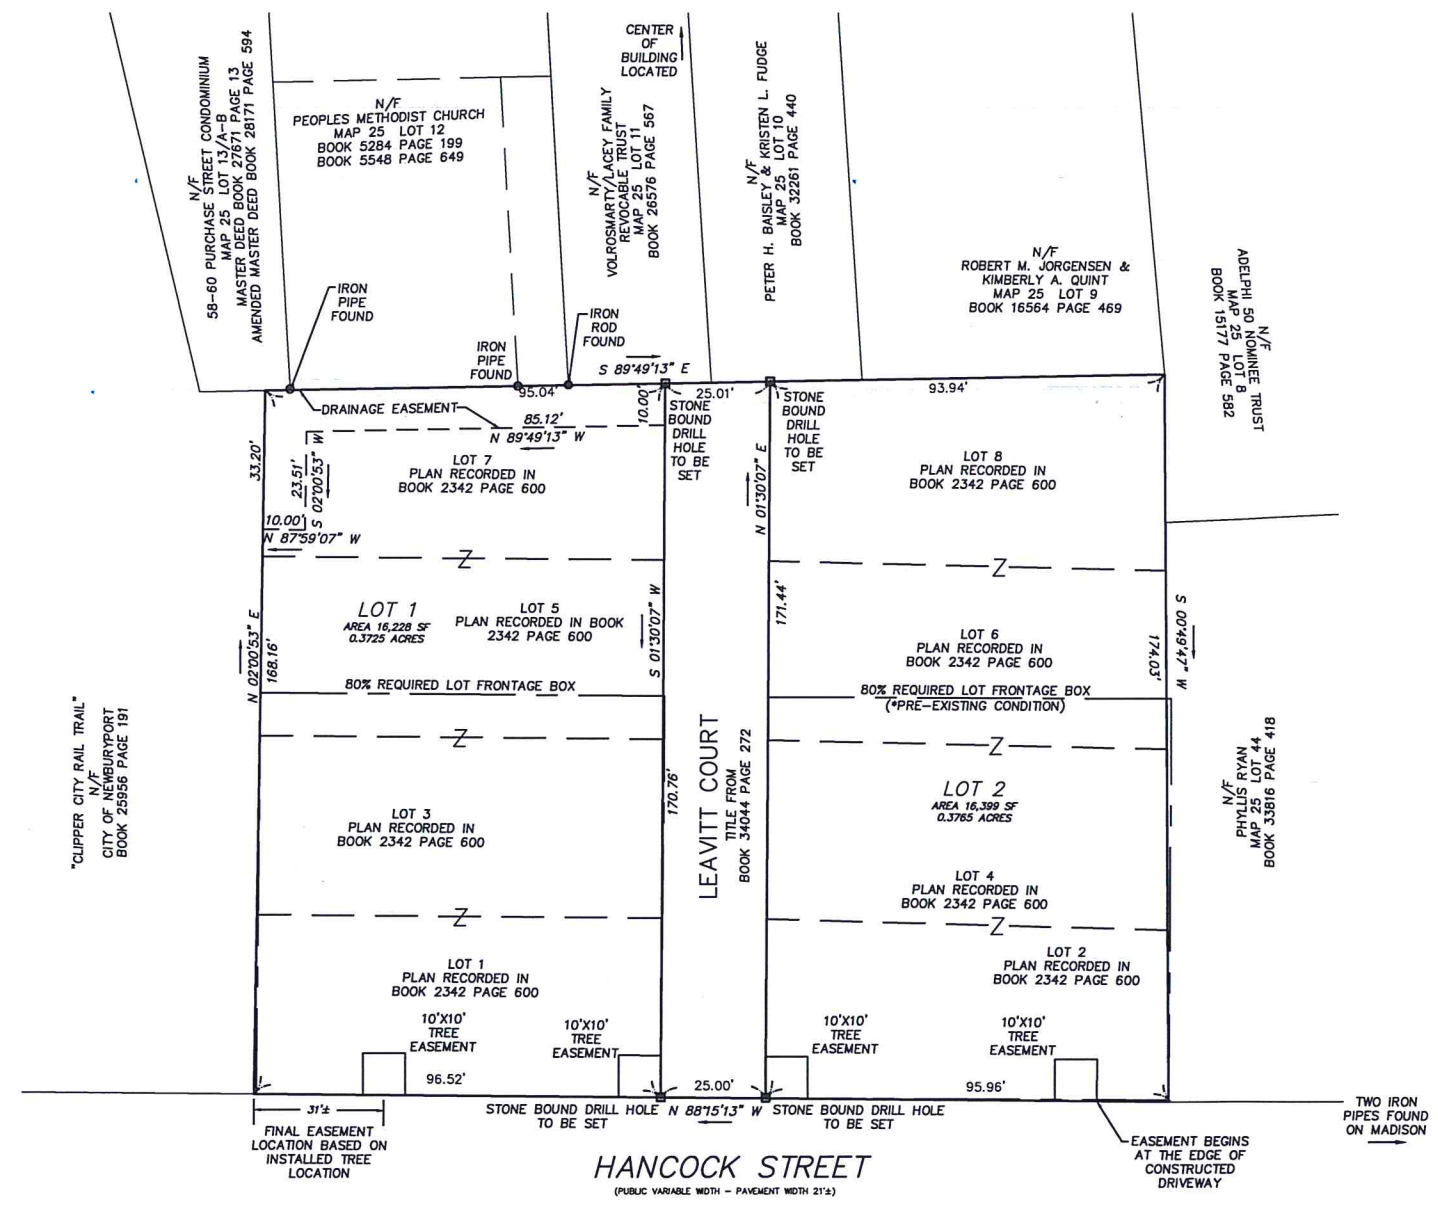 N/F
58-60 PURCHASE STREET CONDOMINIUM
MAP 25 LOT 13/A-B
MASTER DEED BOOK 27671 PAGE 13
AMENDED MASTER DEED BOOK 28171 PAGE 594
N/F
PEOPLES METHODIST CHURCH
MAP 25 LOT 12
BOOK 5284 PAGE 199
BOOK 5548 PAGE 649
N/F
VOLROSMARTY/LACEY FAMILY
REVOCABLE TRUST
MAP 25 LOT 11
BOOK 26576 PAGE 567
CENTER
OF
BUILDING
LOCATED
N/F
PETER H. BAISLEY & KRISTEN L. FUDGE
MAP 25 LOT 10
BOOK 32261 PAGE 440
N/F
ROBERT M. JORGENSEN &
KIMBERLY A. QUINT
MAP 25 LOT 9
BOOK 16564 PAGE 469
N/F
ADELPHI 50 NOMINEE TRUST
MAP 25 LOT 8
BOOK 15177 PAGE 582
IRON
PIPE
FOUND
IRON
PIPE
FOUND
IRON
ROD
FOUND
S 89°49'13" E
95.04'
25.01'
93.94'
DRAINAGE EASEMENT
85.12'
N 89°49'13" W
10.00'
STONE
BOUND
DRILL
HOLE
TO BE
SET
STONE
BOUND
DRILL
HOLE
TO BE
SET
33.20'
23.51'
S 02°00'53" W
10.00'
N 87°59'07" W
LOT 7
PLAN RECORDED IN
BOOK 2342 PAGE 600
N 01°30'07" E
LOT 8
PLAN RECORDED IN
BOOK 2342 PAGE 600
Z
Z
LOT 1
AREA 16,228 SF
0.3725 ACRES
LOT 5
PLAN RECORDED IN BOOK
2342 PAGE 600
S 01°30'07" W
171.44'
LOT 6
PLAN RECORDED IN
BOOK 2342 PAGE 600
174.03'
S 00°49'47" W
N 02°00'53" E
168.16'
80% REQUIRED LOT FRONTAGE BOX
80% REQUIRED LOT FRONTAGE BOX
(*PRE-EXISTING CONDITION)
Z
Z
"CLIPPER CITY RAIL TRAIL"
N/F
CITY OF NEWBURYPORT
BOOK 25956 PAGE 191
LOT 3
PLAN RECORDED IN
BOOK 2342 PAGE 600
170.76'
LEAVITT COURT
TITLE FROM
BOOK 34044 PAGE 272
LOT 2
AREA 16,399 SF
0.3765 ACRES
N/F
PHYLLIS RYAN
MAP 25 LOT 44
BOOK 33816 PAGE 418
LOT 4
PLAN RECORDED IN
BOOK 2342 PAGE 600
Z
Z
LOT 1
PLAN RECORDED IN
BOOK 2342 PAGE 600
LOT 2
PLAN RECORDED IN
BOOK 2342 PAGE 600
10'X10'
TREE
EASEMENT
10'X10'
TREE
EASEMENT
10'X10'
TREE
EASEMENT
10'X10'
TREE
EASEMENT
96.52'
25.00'
95.96'
31'±
STONE BOUND DRILL HOLE
TO BE SET
N 88°15'13" W
STONE BOUND DRILL HOLE
TO BE SET
TWO IRON
PIPES FOUND
ON MADISON
FINAL EASEMENT
LOCATION BASED ON
INSTALLED TREE
LOCATION
EASEMENT BEGINS
AT THE EDGE OF
CONSTRUCTED
DRIVEWAY
HANCOCK STREET
(PUBLIC VARIABLE WIDTH - PAVEMENT WIDTH 21'±)